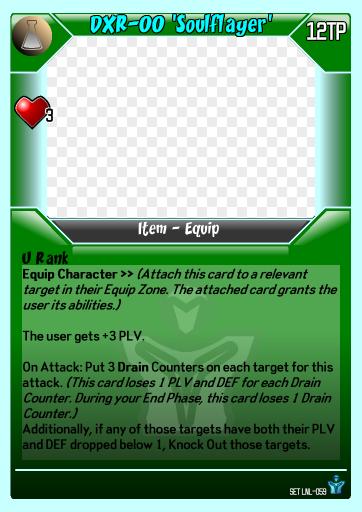 DXR-00 'Soulflayer'
12TP
3
Item - Equip
U Rank
Equip Character >> (Attach this card to a relevant
target in their Equip Zone. The attached card grants the
user its abilities.)
The user gets +3 PLV.
On Attack: Put 3 Drain Counters on each target for this
attack. (This card loses 1 PLV and DEF for each Drain
Counter. During your End Phase, this card loses 1 Drain
Counter.)
Additionally, if any of those targets have both their PLV
and DEF dropped below 1, Knock Out those targets.
SET LNL-059